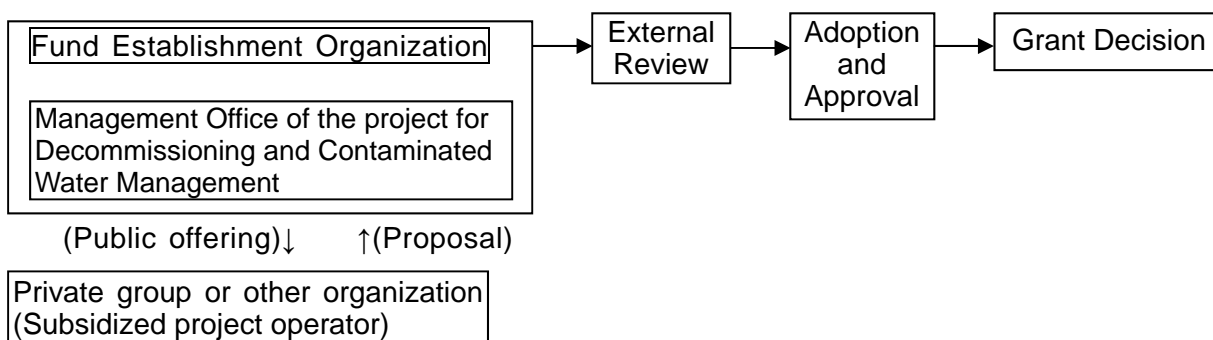 Fund Establishment Organization
Management Office of the project for
Decommissioning and Contaminated
Water Management
External
Review
Adoption
and
Approval
Grant Decision
(Public offering)↓ ↑(Proposal)
Private group or other organization
(Subsidized project operator)